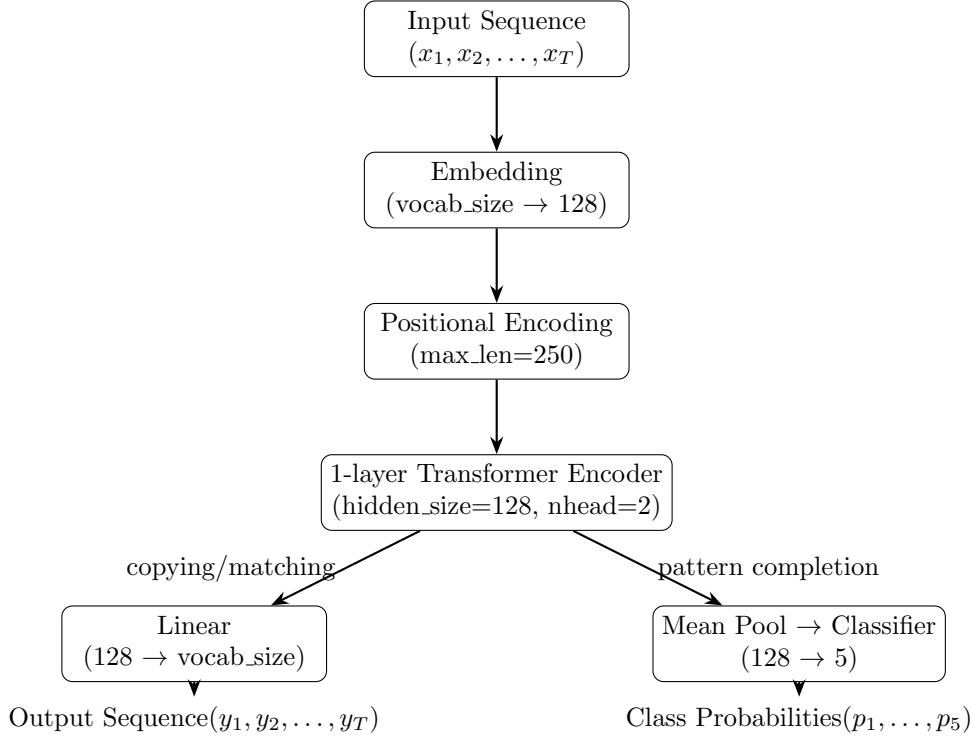 Input Sequence
(x₁, x₂, . . . , x_T)
Embedding
(vocab_size → 128)
Positional Encoding
(max_len=250)
1-layer Transformer Encoder
(hidden_size=128, nhead=2)
copying/matching
pattern completion
Linear
(128 → vocab_size)
Mean Pool → Classifier
(128 → 5)
Output Sequence(y₁, y₂, . . . , y_T)
Class Probabilities(p₁, . . . , p₅)